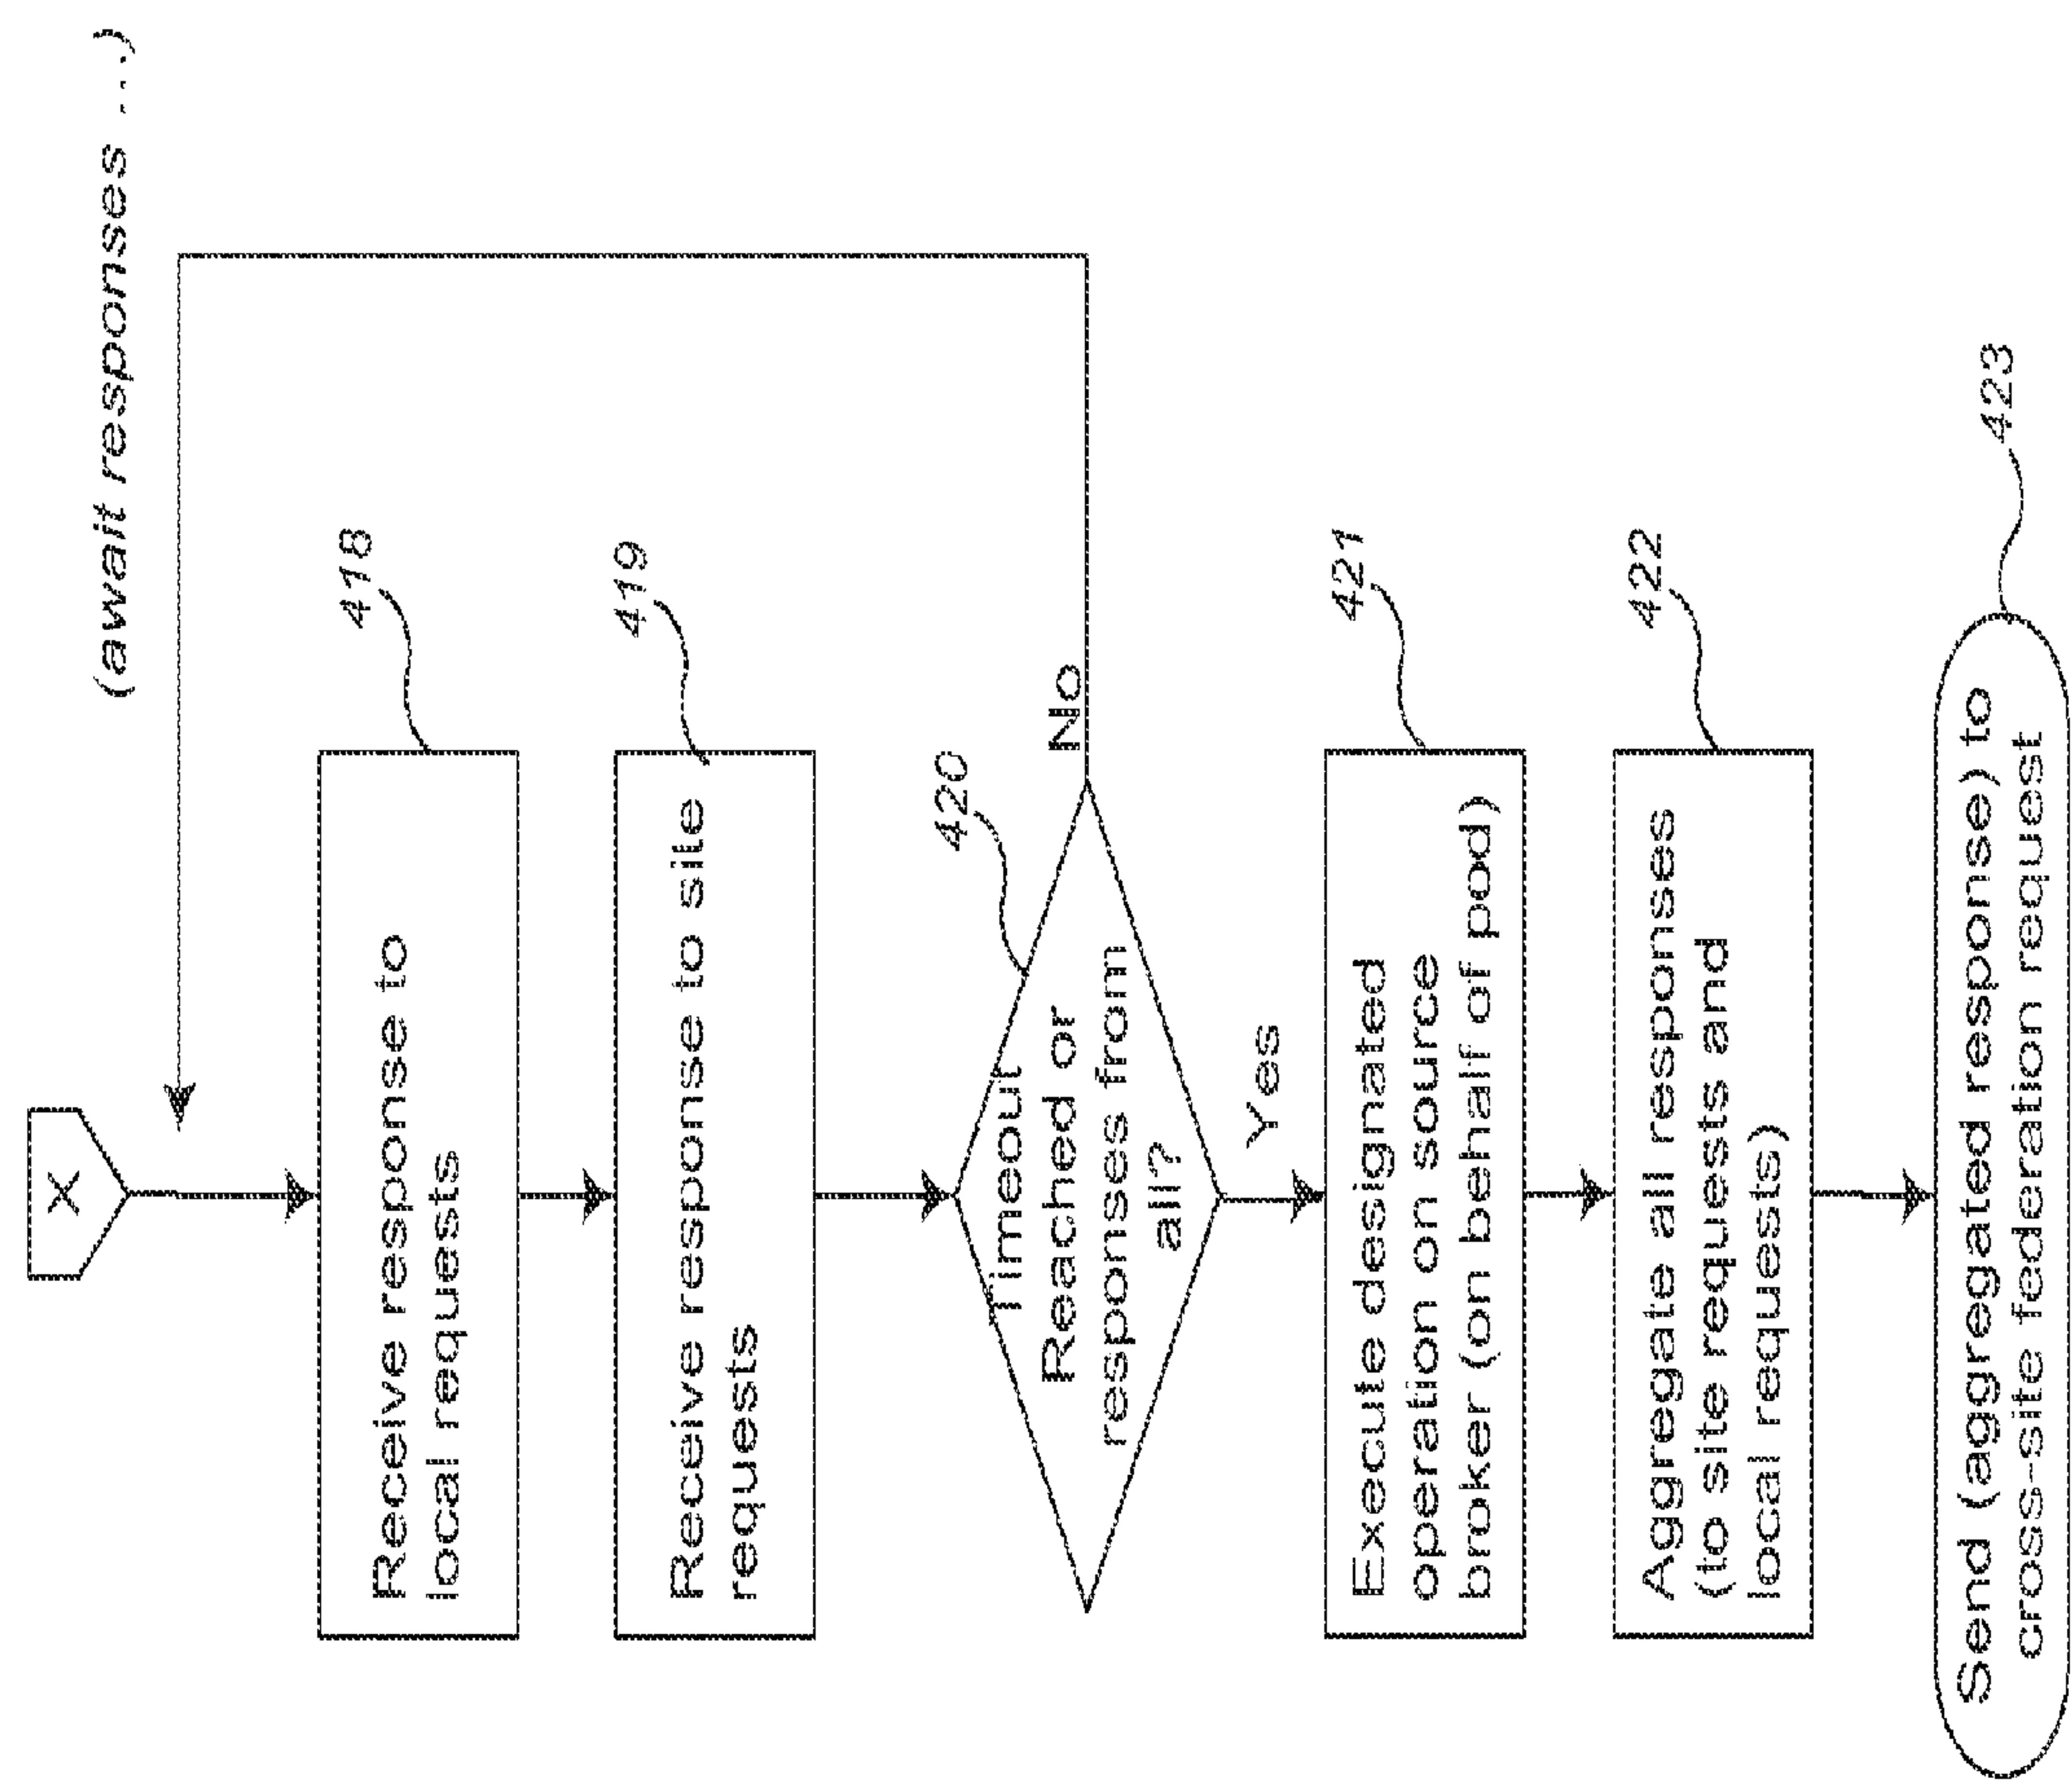 X
(await responses ...)
418
Receive response to
local requests
419
Receive response to site
requests
420
Timeout
Reached or
responses from
all?
No
Yes
421
Execute designated
operation on source
broker (on behalf of pod)
422
Aggregate all responses
(to site requests and
local requests)
423
Send (aggregated response) to
cross-site federation request